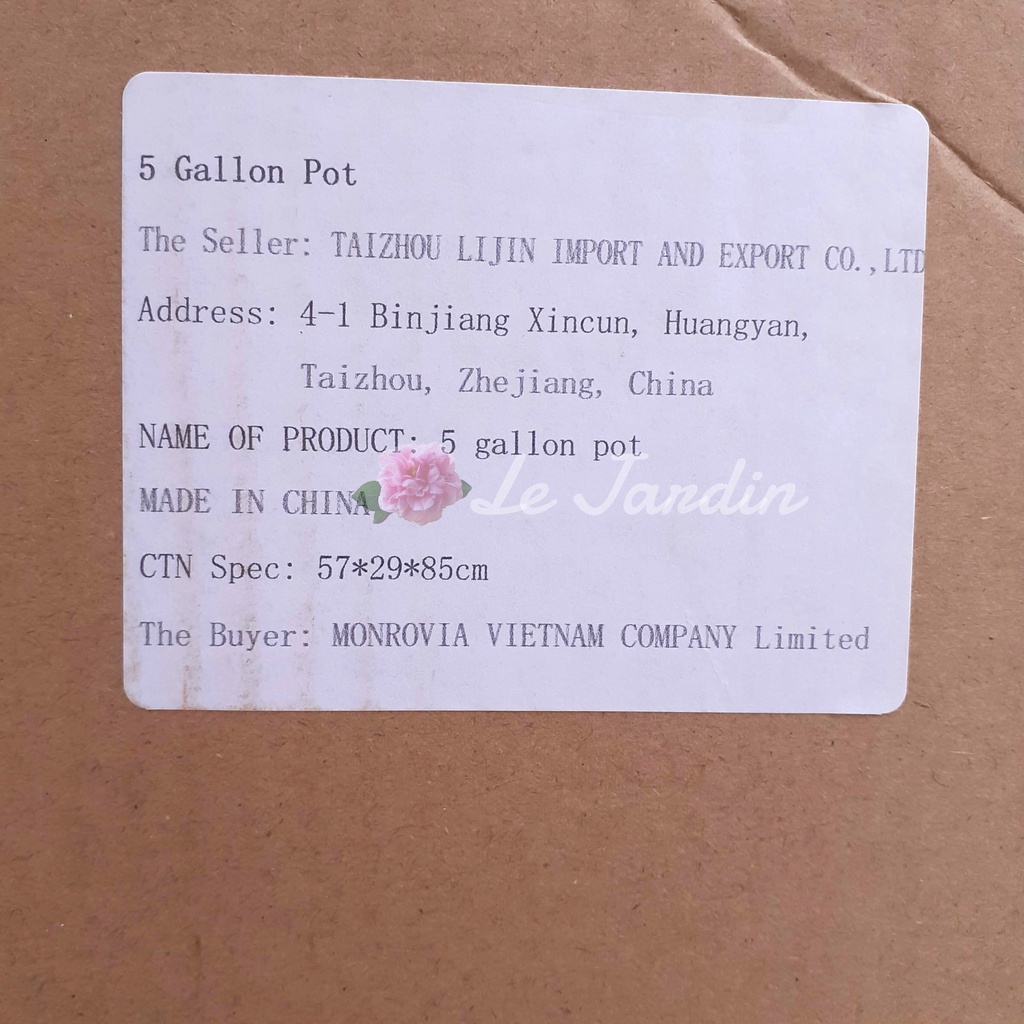 5 Gallon Pot
The Seller: TAIZHOU LIJIN IMPORT AND EXPORT CO.,LTD
Address: 4-1 Binjiang Xincun, Huangyan,
Taizhou, Zhejiang, China
NAME OF PRODUCT: 5 gallon pot
MADE IN CHINA
Le Jardin
CTN Spec: 57*29*85cm
The Buyer: MONROVIA VIETNAM COMPANY Limited